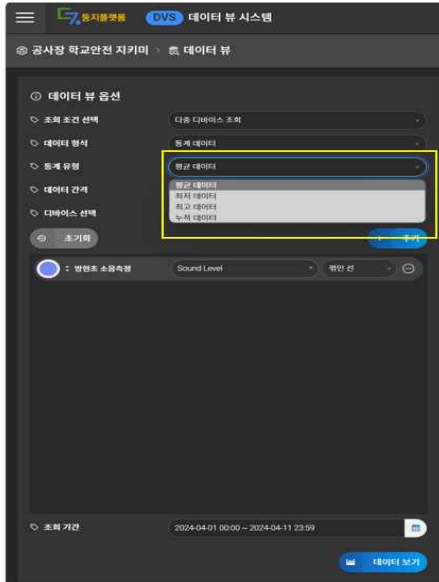 둥지플랫폼 DVS 데이터 뷰 시스템
공사장 학교안전 지키미 > 데이터 뷰
데이터 뷰 옵션
조회 조건 선택 다중 디바이스 조회
데이터 형식 통계 데이터
통계 유형 평균 데이터
데이터 간격
평균 데이터
최저 데이터
최고 데이터
누적 데이터
디바이스 선택
초기화 추가
: 방현초 소음측정 Sound Level 꺾인 선
조회 기간 2024-04-01 00:00 ~ 2024-04-11 23:59
데이터 보기